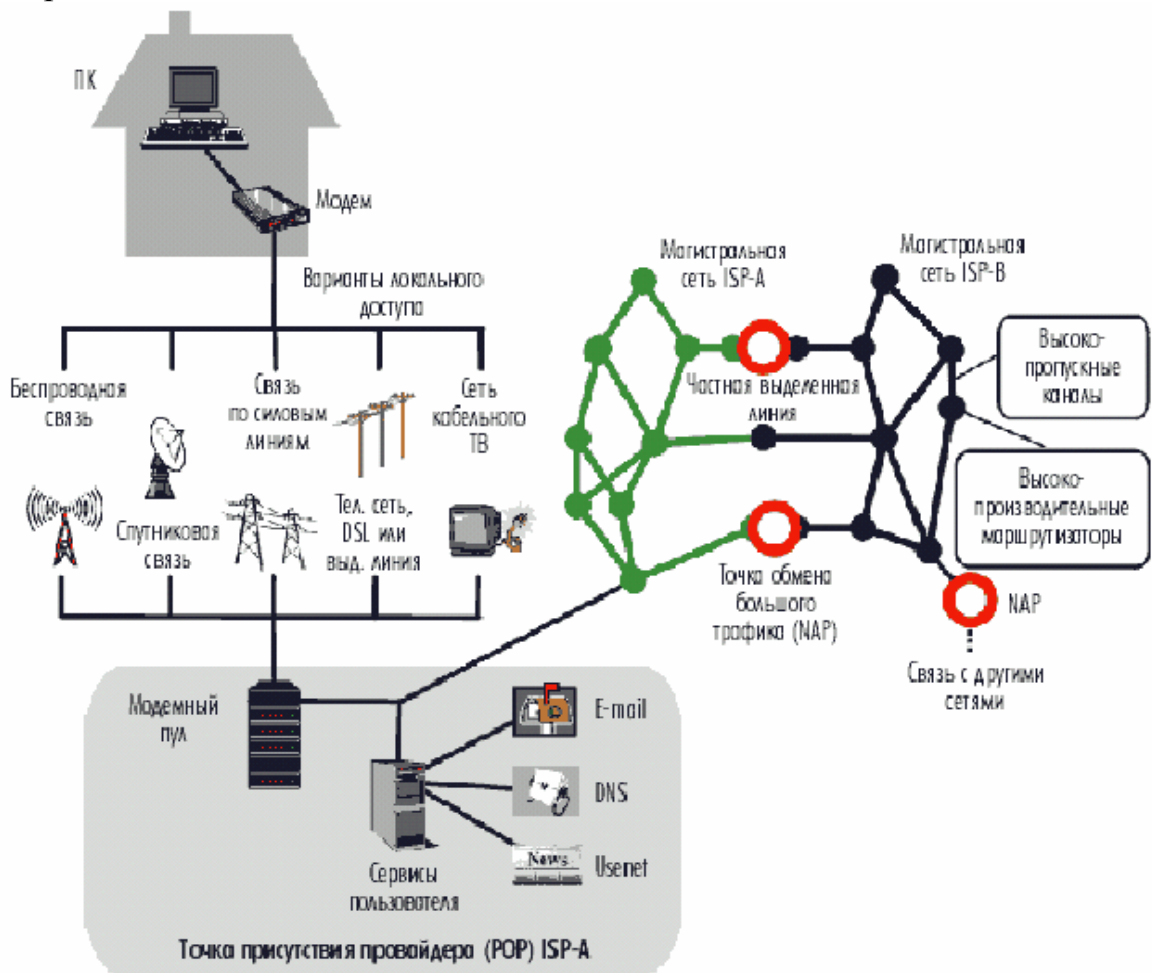 ПК
Модем
Варианты локального
доступа
Беспроводная
связь
Спутниковая
связь
Связь
по силовым
линиям
Тел. сеть,
DSL или
выд. линия
Сеть
кабельного
ТВ
Магистральная
сеть ISP-A
Магистральная
сеть ISP-B
Частная выделенная
линия
Высоко-
пропускные
каналы
Высоко-
производительные
маршрутизаторы
Точка обмена
большого
трафика (NAP)
NAP
Связь с другими
сетями
Модемный
пул
E-mail
DNS
News
Usenet
Сервисы
пользователя
Точка присутствия провайдера (POP) ISP-A